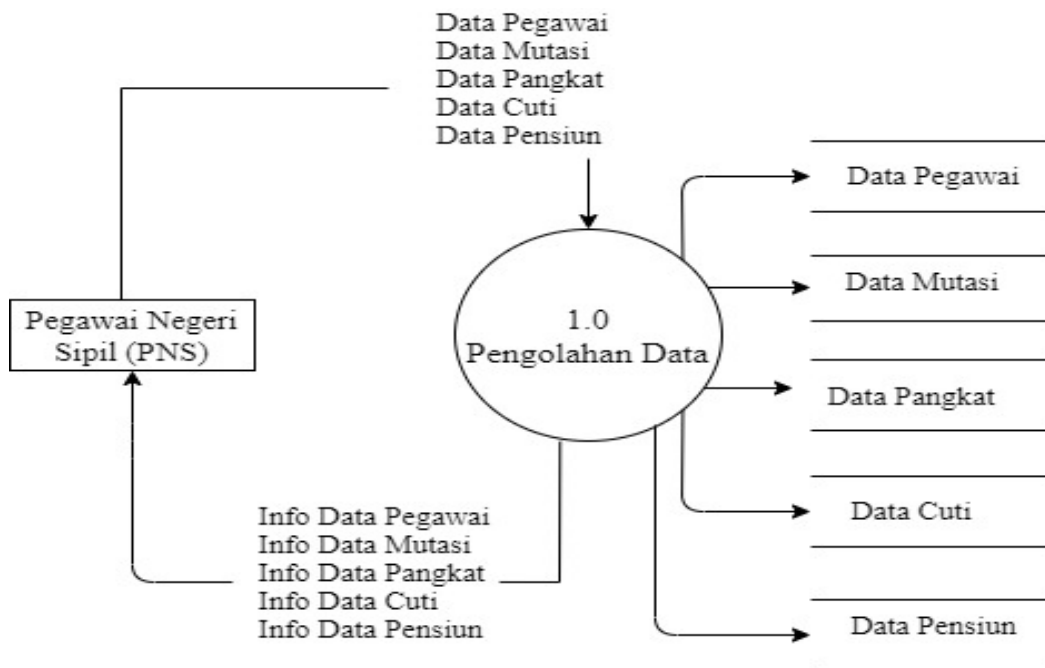 Data Pegawai
Data Mutasi
Data Pangkat
Data Cuti
Data Pensiun
Pegawai Negeri
Sipil (PNS)
1.0
Pengolahan Data
Data Pegawai
Data Mutasi
Data Pangkat
Data Cuti
Data Pensiun
Info Data Pegawai
Info Data Mutasi
Info Data Pangkat
Info Data Cuti
Info Data Pensiun